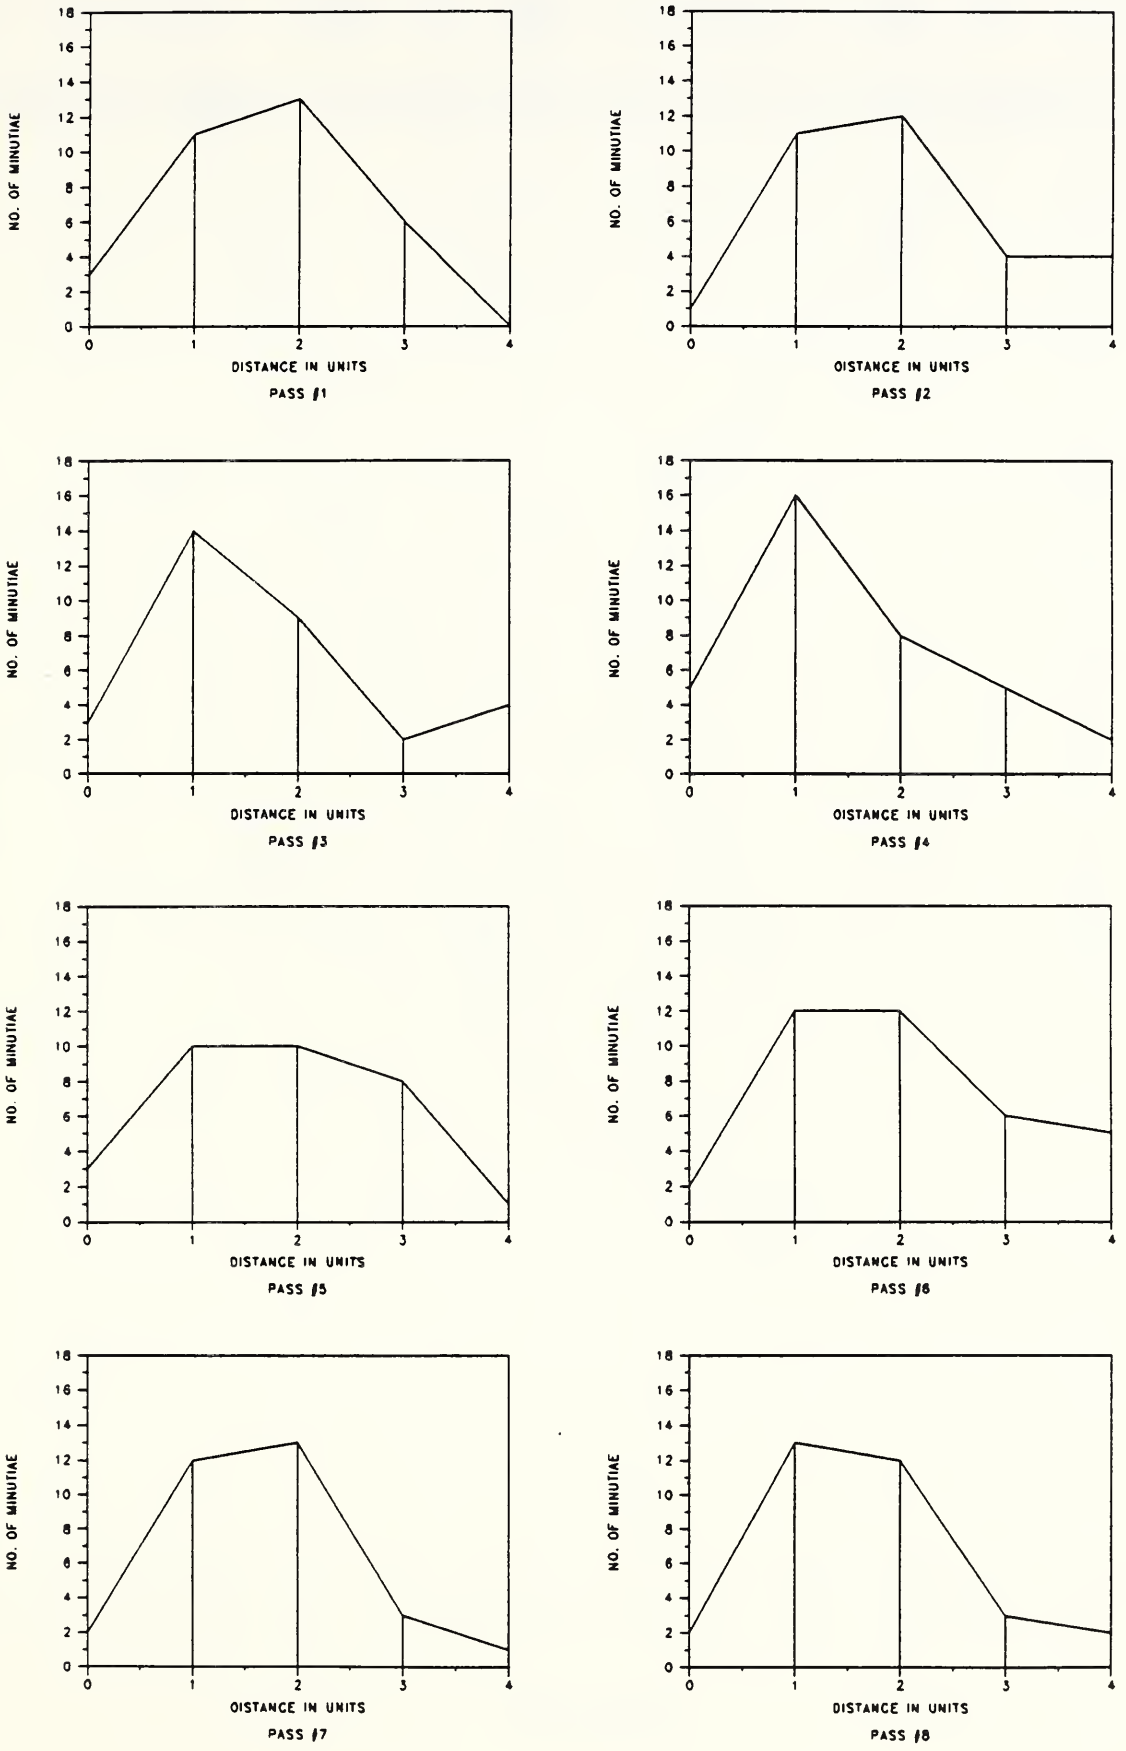 NO. OF MINUTIAE
18
16
14
12
10
8
6
4
2
0
0 1 2 3 4
DISTANCE IN UNITS
PASS #1
NO. OF MINUTIAE
18
16
14
12
10
8
6
4
2
0
0 1 2 3 4
OISTANCE IN UNITS
PASS #2
NO. OF MINUTIAE
18
16
14
12
10
8
6
4
2
0
0 1 2 3 4
DISTANCE IN UNITS
PASS #3
NO. OF MINUTIAE
18
16
14
12
10
8
6
4
2
0
0 1 2 3 4
OISTANCE IN UNITS
PASS #4
NO. OF MINUTIAE
18
16
14
12
10
8
6
4
2
0
0 1 2 3 4
DISTANCE IN UNITS
PASS #5
NO. OF MINUTIAE
18
16
14
12
10
8
6
4
2
0
0 1 2 3 4
DISTANCE IN UNITS
PASS #6
NO. OF MINUTIAE
18
16
14
12
10
8
6
4
2
0
0 1 2 3 4
OISTANCE IN UNITS
PASS #7
NO. OF MINUTIAE
18
16
14
12
10
8
6
4
2
0
0 1 2 3 4
DISTANCE IN UNITS
PASS #8